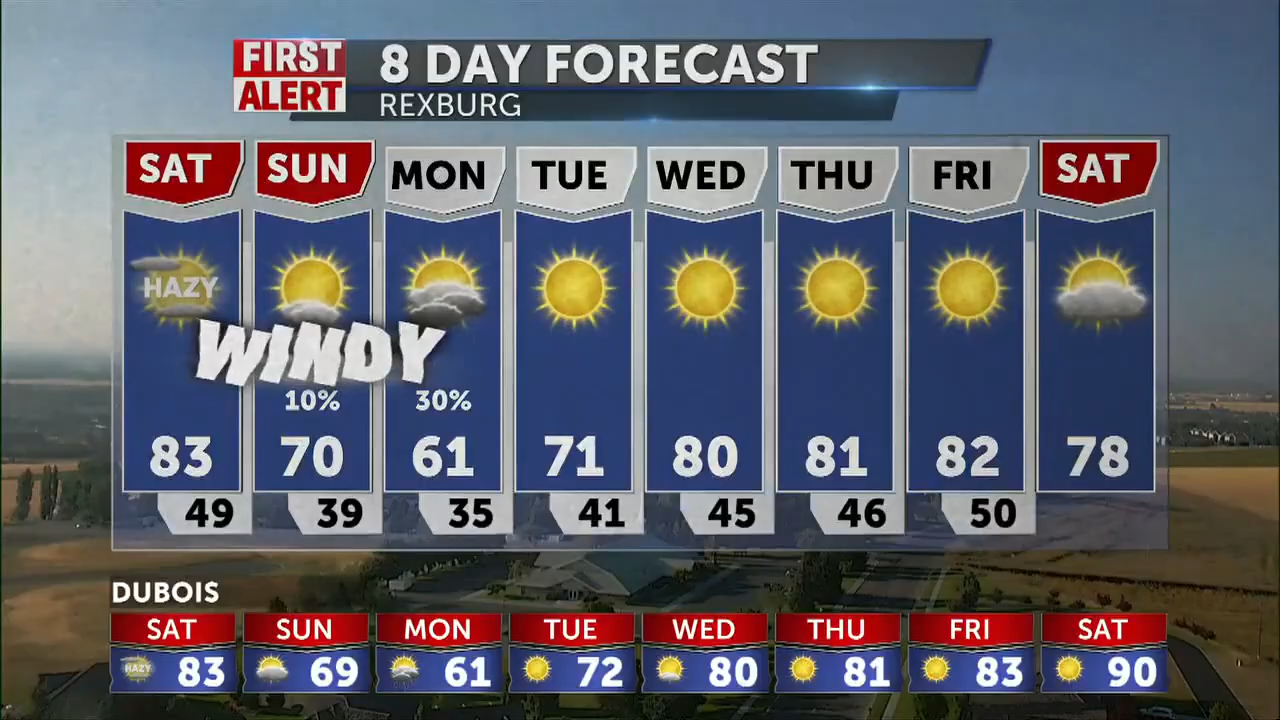 FIRST ALERT
8 DAY FORECAST
REXBURG
SAT SUN MON TUE WED THU FRI SAT
HAZY
WINDY
10% 30%
83 70 61 71 80 81 82 78
49 39 35 41 45 46 50
DUBOIS
SAT SUN MON TUE WED THU FRI SAT
HAZY 83 69 61 72 80 81 83 90